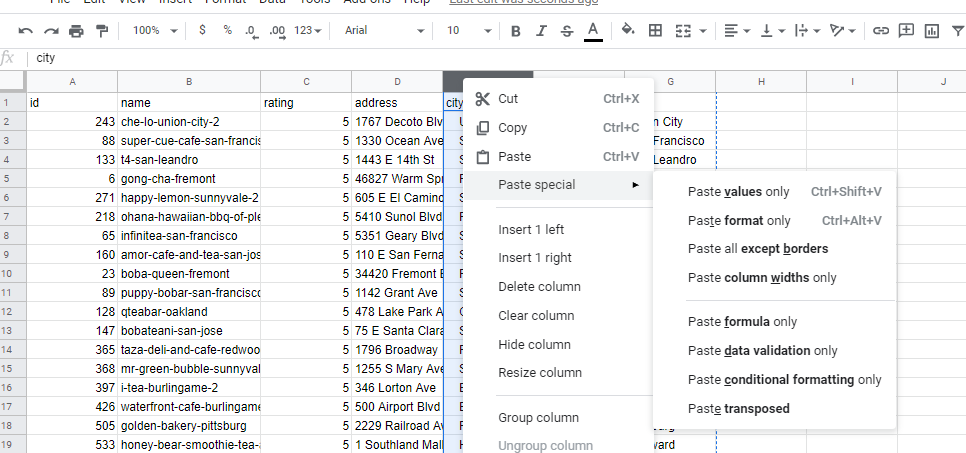 File Edit View Insert Format Data Tools Add-ons Help Last edit was seconds ago
100% $ % .0 .00 123 Arial 10 B I S A
fx city
A B C D G H I J
1 id name rating address city
2 243 che-lo-union-city-2 5 1767 Decoto Blv n City
3 88 super-cue-cafe-san-francis 5 1330 Ocean Ave Francisco
4 133 t4-san-leandro 5 1443 E 14th St Leandro
5 6 gong-cha-fremont 5 46827 Warm Spr
6 271 happy-lemon-sunnyvale-2 5 605 E El Camino
7 218 ohana-hawaiian-bbq-of-ple 5 5410 Sunol Blvd
8 65 infinitea-san-francisco 5 5351 Geary Blvd
9 160 amor-cafe-and-tea-san-jos 5 110 E San Ferna
10 23 boba-queen-fremont 5 34420 Fremont B
11 89 puppy-bobar-san-francisco 5 1142 Grant Ave
12 128 qteabar-oakland 5 478 Lake Park A
13 147 bobateani-san-jose 5 75 E Santa Clara
14 365 taza-deli-and-cafe-redwoo 5 1796 Broadway
15 368 mr-green-bubble-sunnyval 5 1255 S Mary Ave
16 397 i-tea-burlingame-2 5 346 Lorton Ave
17 426 waterfront-cafe-burlingame 5 500 Airport Blvd
18 505 golden-bakery-pittsburg 5 2229 Railroad Av
19 533 honey-bear-smoothie-tea- 5 1 Southland Mall ward
Cut Ctrl+X
Copy Ctrl+C
Paste Ctrl+V
Paste special
Insert 1 left
Insert 1 right
Delete column
Clear column
Hide column
Resize column
Group column
Ungroup column
Paste values only Ctrl+Shift+V
Paste format only Ctrl+Alt+V
Paste all except borders
Paste column widths only
Paste formula only
Paste data validation only
Paste conditional formatting only
Paste transposed